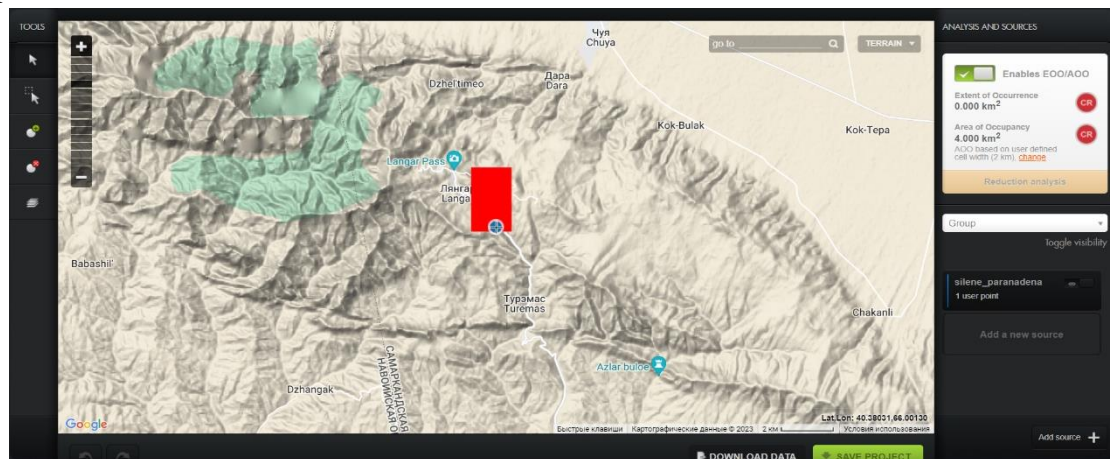 TOOLS
ANALYSIS AND SOURCES
Чуя
Chuya
go to
TERRAIN
Dzhel'timeo
Дара
Dara
Enables EOO/AOO
Extent of Occurrence
0.000 km²
CR
Area of Occupancy
4.000 km²
CR
AOO based on user defined
cell width (2 km). change
Reduction analysis
Kok-Bulak
Kok-Tepa
Langar Pass
Лянгар
Langa
Group
Toggle visibility
Babashil'
silene_paranadena
1 user point
Турэмас
Turemas
Chakanli
Add a new source
Azlar buloe
Dzhangak
САМАРКАНДСКАЯ
НАВОИЙСКАЯ О
Google
Lat.Lon: 40.38031,66.00130
Быстрые клавиши
Картографические данные © 2023
2 км
Условия использования
Add source
DOWNLOAD DATA
SAVE PROJECT